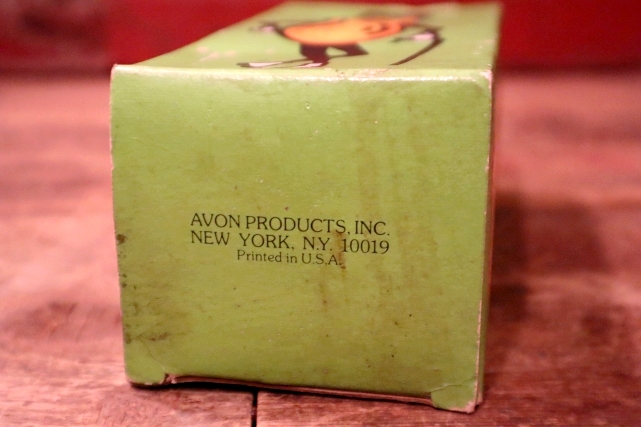 AVON PRODUCTS, INC.
NEW YORK, N.Y. 10019
Printed in U.S.A.